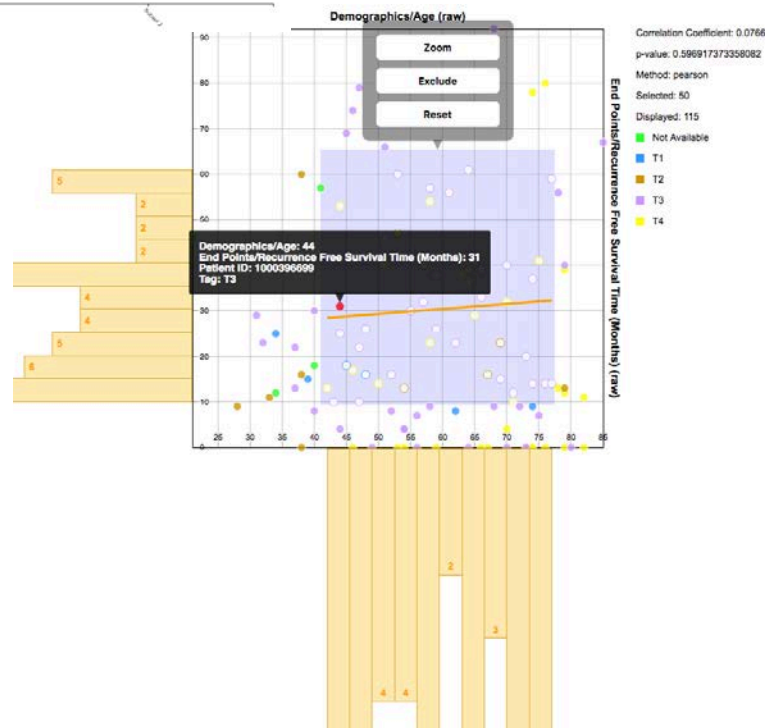 Demographics/Age (raw)
Zoom
Exclude
Reset
Correlation Coefficient: 0.0766
p-value: 0.596917373358082
Method: pearson
Selected: 50
Displayed: 115
Not Available
T1
T2
T3
T4
End Points/Recurrence Free Survival Time (Months) (raw)
90
80
70
60
50
30
20
10
0
Demographics/Age: 44
End Points/Recurrence Free Survival Time (Months): 31
Patient ID: 1000396699
Tag: T3
25 30 35 40 45 50 55 60 65 70 75 80 85
5
2
2
2
4
4
5
6
2
3
4 4